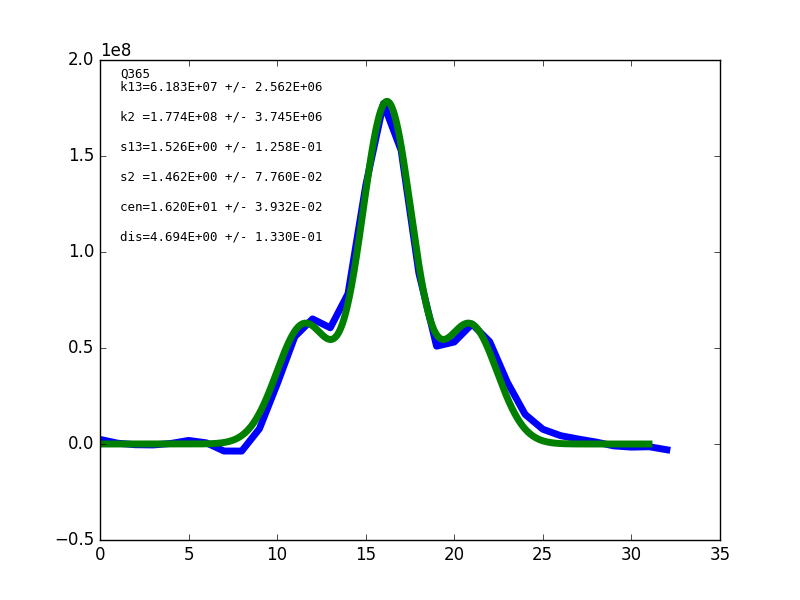 1e8
2.0
Q365
k13=6.183E+07 +/- 2.562E+06
k2 =1.774E+08 +/- 3.745E+06
1.5
s13=1.526E+00 +/- 1.258E-01
s2 =1.462E+00 +/- 7.760E-02
cen=1.620E+01 +/- 3.932E-02
dis=4.694E+00 +/- 1.330E-01
1.0
0.5
0.0
−0.5
0 5 10 15 20 25 30 35